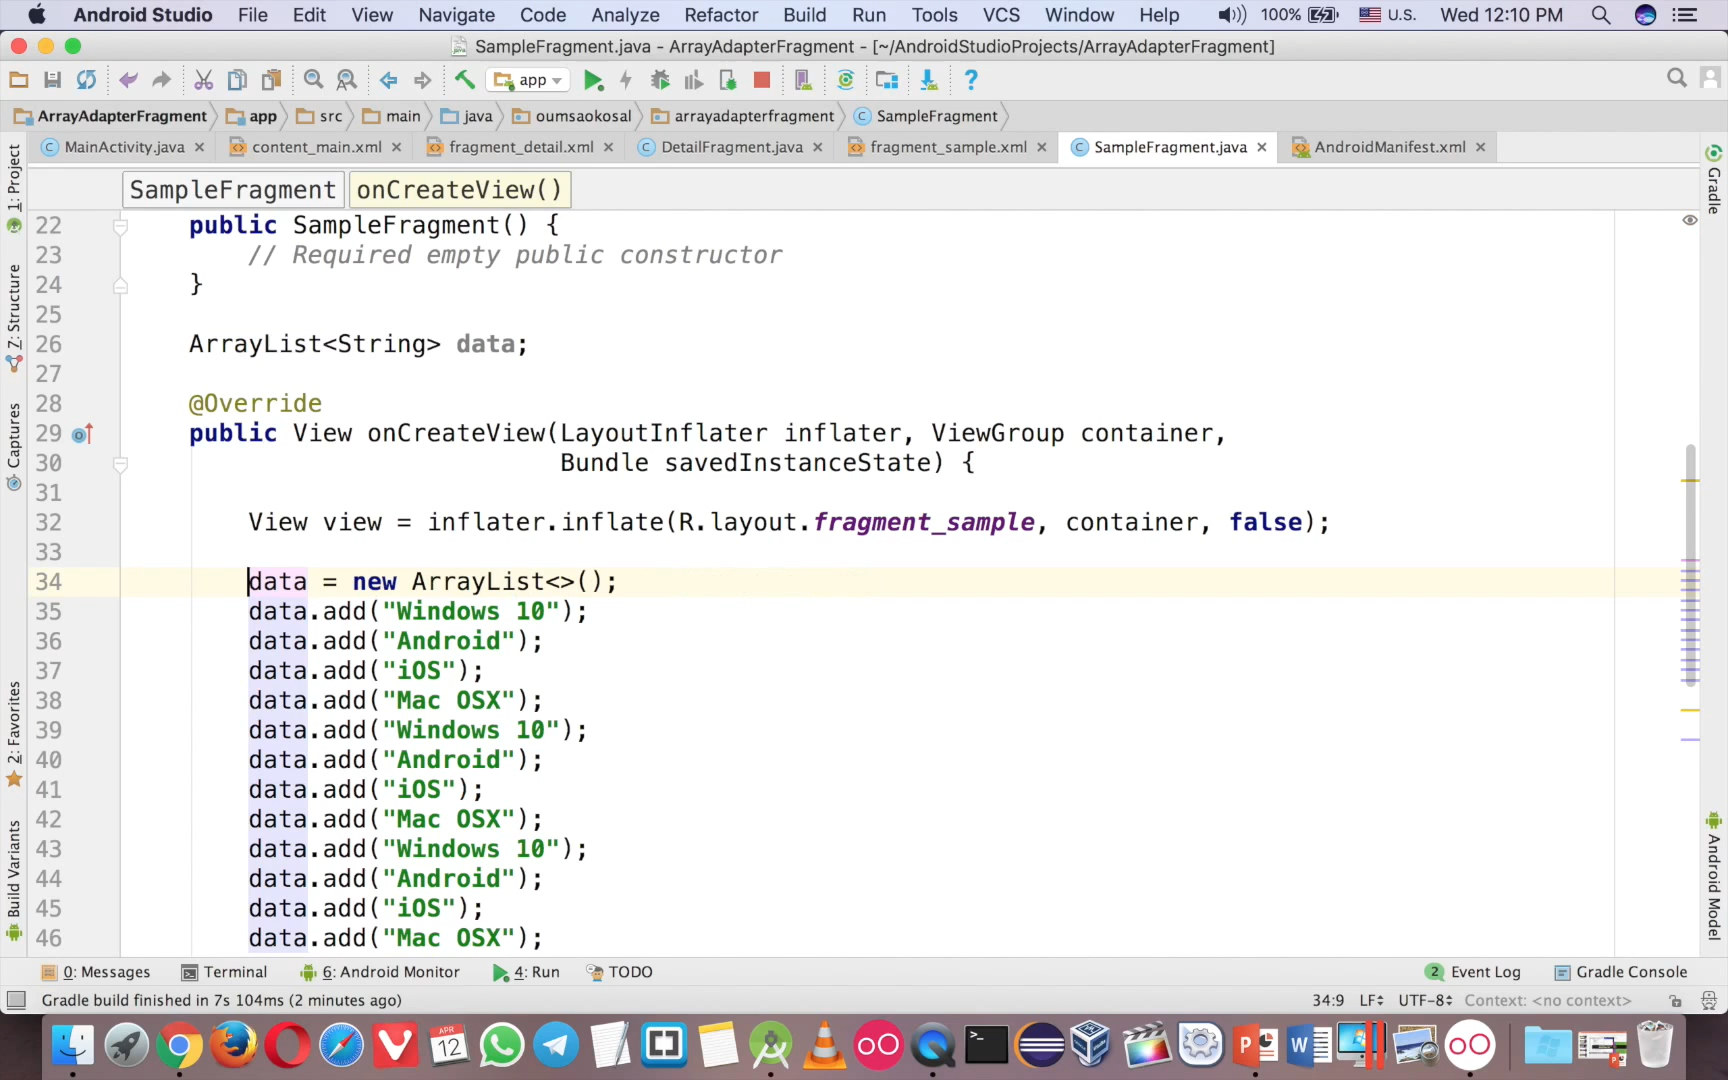 Android Studio File Edit View Navigate Code Analyze Refactor Build Run Tools VCS Window Help 100% U.S. Wed 12:10 PM
SampleFragment.java - ArrayAdapterFragment - [~/AndroidStudioProjects/ArrayAdapterFragment]
app
ArrayAdapterFragment app src main java oumsaokosal arrayadapterfragment SampleFragment
MainActivity.java content_main.xml fragment_detail.xml DetailFragment.java fragment_sample.xml SampleFragment.java AndroidManifest.xml
SampleFragment onCreateView()
1: Project
7: Structure
Captures
2: Favorites
Build Variants
22 public SampleFragment() {
23 // Required empty public constructor
24 }
25
26 ArrayList<String> data;
27
28 @Override
29 public View onCreateView(LayoutInflater inflater, ViewGroup container,
30 Bundle savedInstanceState) {
31
32 View view = inflater.inflate(R.layout.fragment_sample, container, false);
33
34 data = new ArrayList<>();
35 data.add("Windows 10");
36 data.add("Android");
37 data.add("iOS");
38 data.add("Mac OSX");
39 data.add("Windows 10");
40 data.add("Android");
41 data.add("iOS");
42 data.add("Mac OSX");
43 data.add("Windows 10");
44 data.add("Android");
45 data.add("iOS");
46 data.add("Mac OSX");
Gradle
Android Model
0: Messages Terminal 6: Android Monitor 4: Run TODO 2 Event Log Gradle Console
Gradle build finished in 7s 104ms (2 minutes ago) 34:9 LF UTF-8 Context: <no context>
APR
12